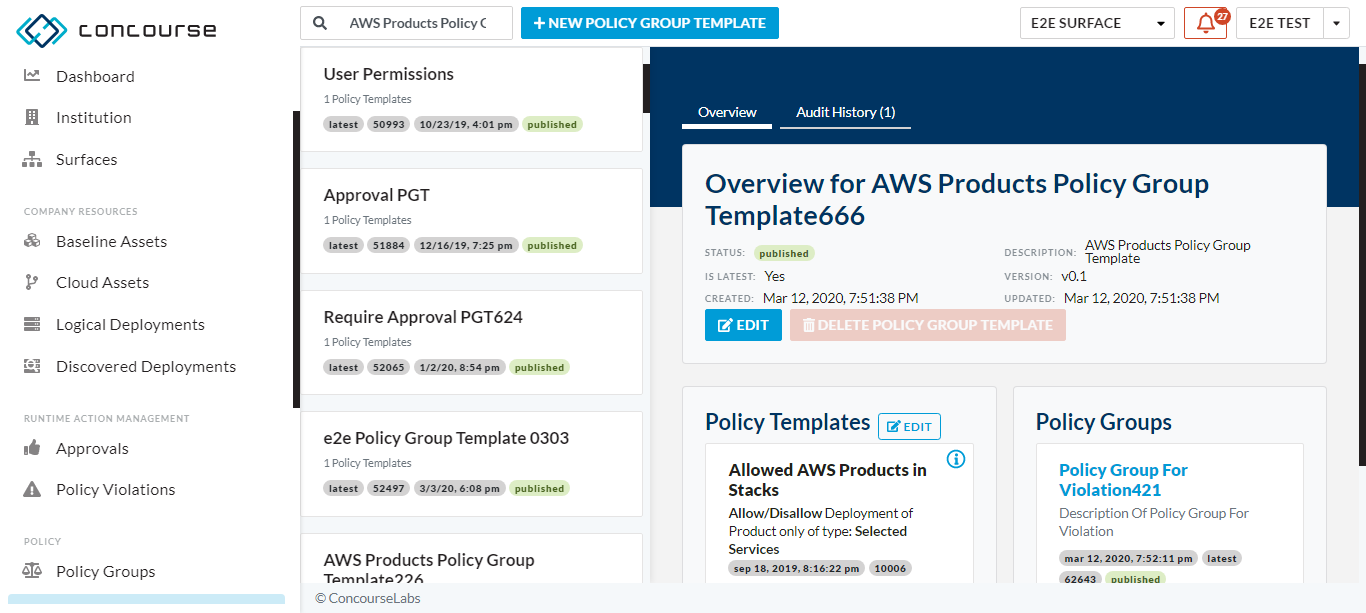 concourse
AWS Products Policy G
NEW POLICY GROUP TEMPLATE
E2E SURFACE
27
E2E TEST
Dashboard
Institution
Surfaces
COMPANY RESOURCES
Baseline Assets
Cloud Assets
Logical Deployments
Discovered Deployments
RUNTIME ACTION MANAGEMENT
Approvals
Policy Violations
POLICY
Policy Groups
User Permissions
1 Policy Templates
latest 50993 10/23/19, 4:01 pm published
Approval PGT
1 Policy Templates
latest 51884 12/16/19, 7:25 pm published
Require Approval PGT624
1 Policy Templates
latest 52065 1/2/20, 8:54 pm published
e2e Policy Group Template 0303
1 Policy Templates
latest 52497 3/3/20, 6:08 pm published
AWS Products Policy Group
Template226
Overview
Audit History (1)
Overview for AWS Products Policy Group
Template666
STATUS: published
DESCRIPTION: AWS Products Policy Group
Template
IS LATEST: Yes
VERSION: v0.1
CREATED: Mar 12, 2020, 7:51:38 PM
UPDATED: Mar 12, 2020, 7:51:38 PM
EDIT
DELETE POLICY GROUP TEMPLATE
Policy Templates
EDIT
Allowed AWS Products in
Stacks
Allow/Disallow Deployment of
Product only of type: Selected
Services
sep 18, 2019, 8:16:22 pm 10006
Policy Groups
Policy Group For
Violation421
Description Of Policy Group For
Violation
mar 12, 2020, 7:52:11 pm latest
62643 published
© ConcourseLabs